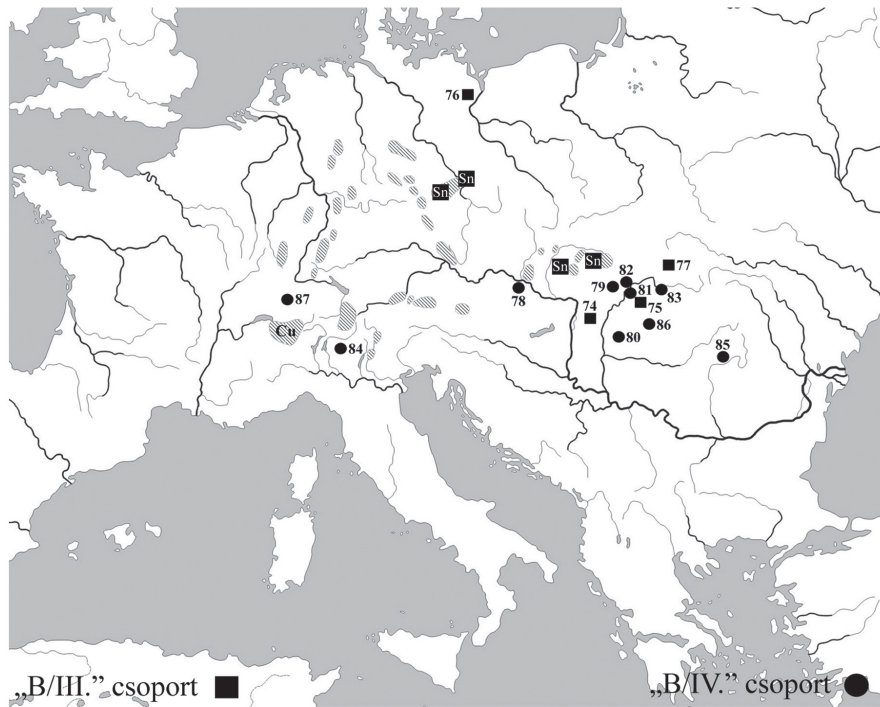 76
Sn
Sn
Sn
Sn
77
82
79
81
83
78
75
87
74
86
Cu
80
84
85
„B/III.” csoport
„B/IV.” csoport